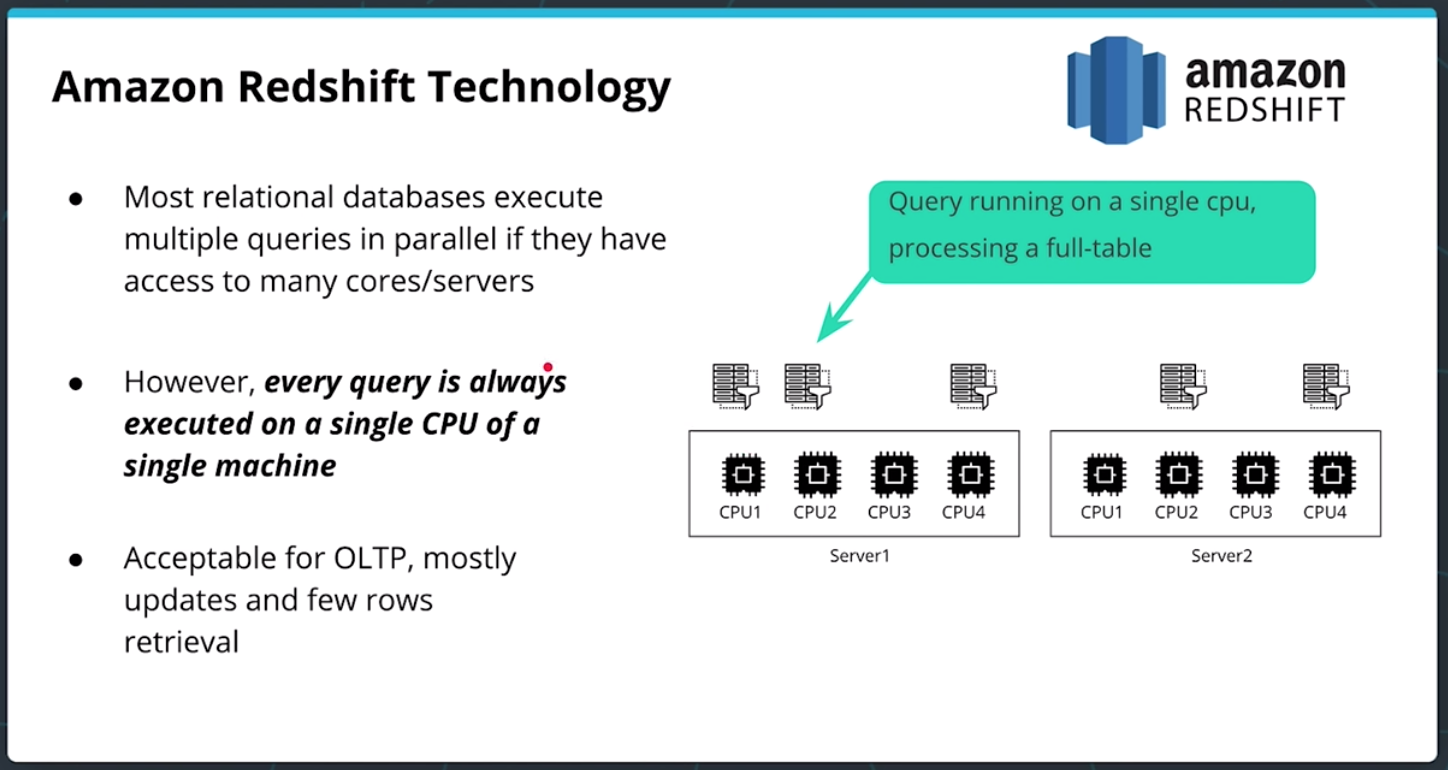 Amazon Redshift Technology
amazon
REDSHIFT
● Most relational databases execute
multiple queries in parallel if they have
access to many cores/servers
● However, every query is always
executed on a single CPU of a
single machine
● Acceptable for OLTP, mostly
updates and few rows
retrieval
Query running on a single cpu,
processing a full-table
CPU1 CPU2 CPU3 CPU4
Server1
CPU1 CPU2 CPU3 CPU4
Server2